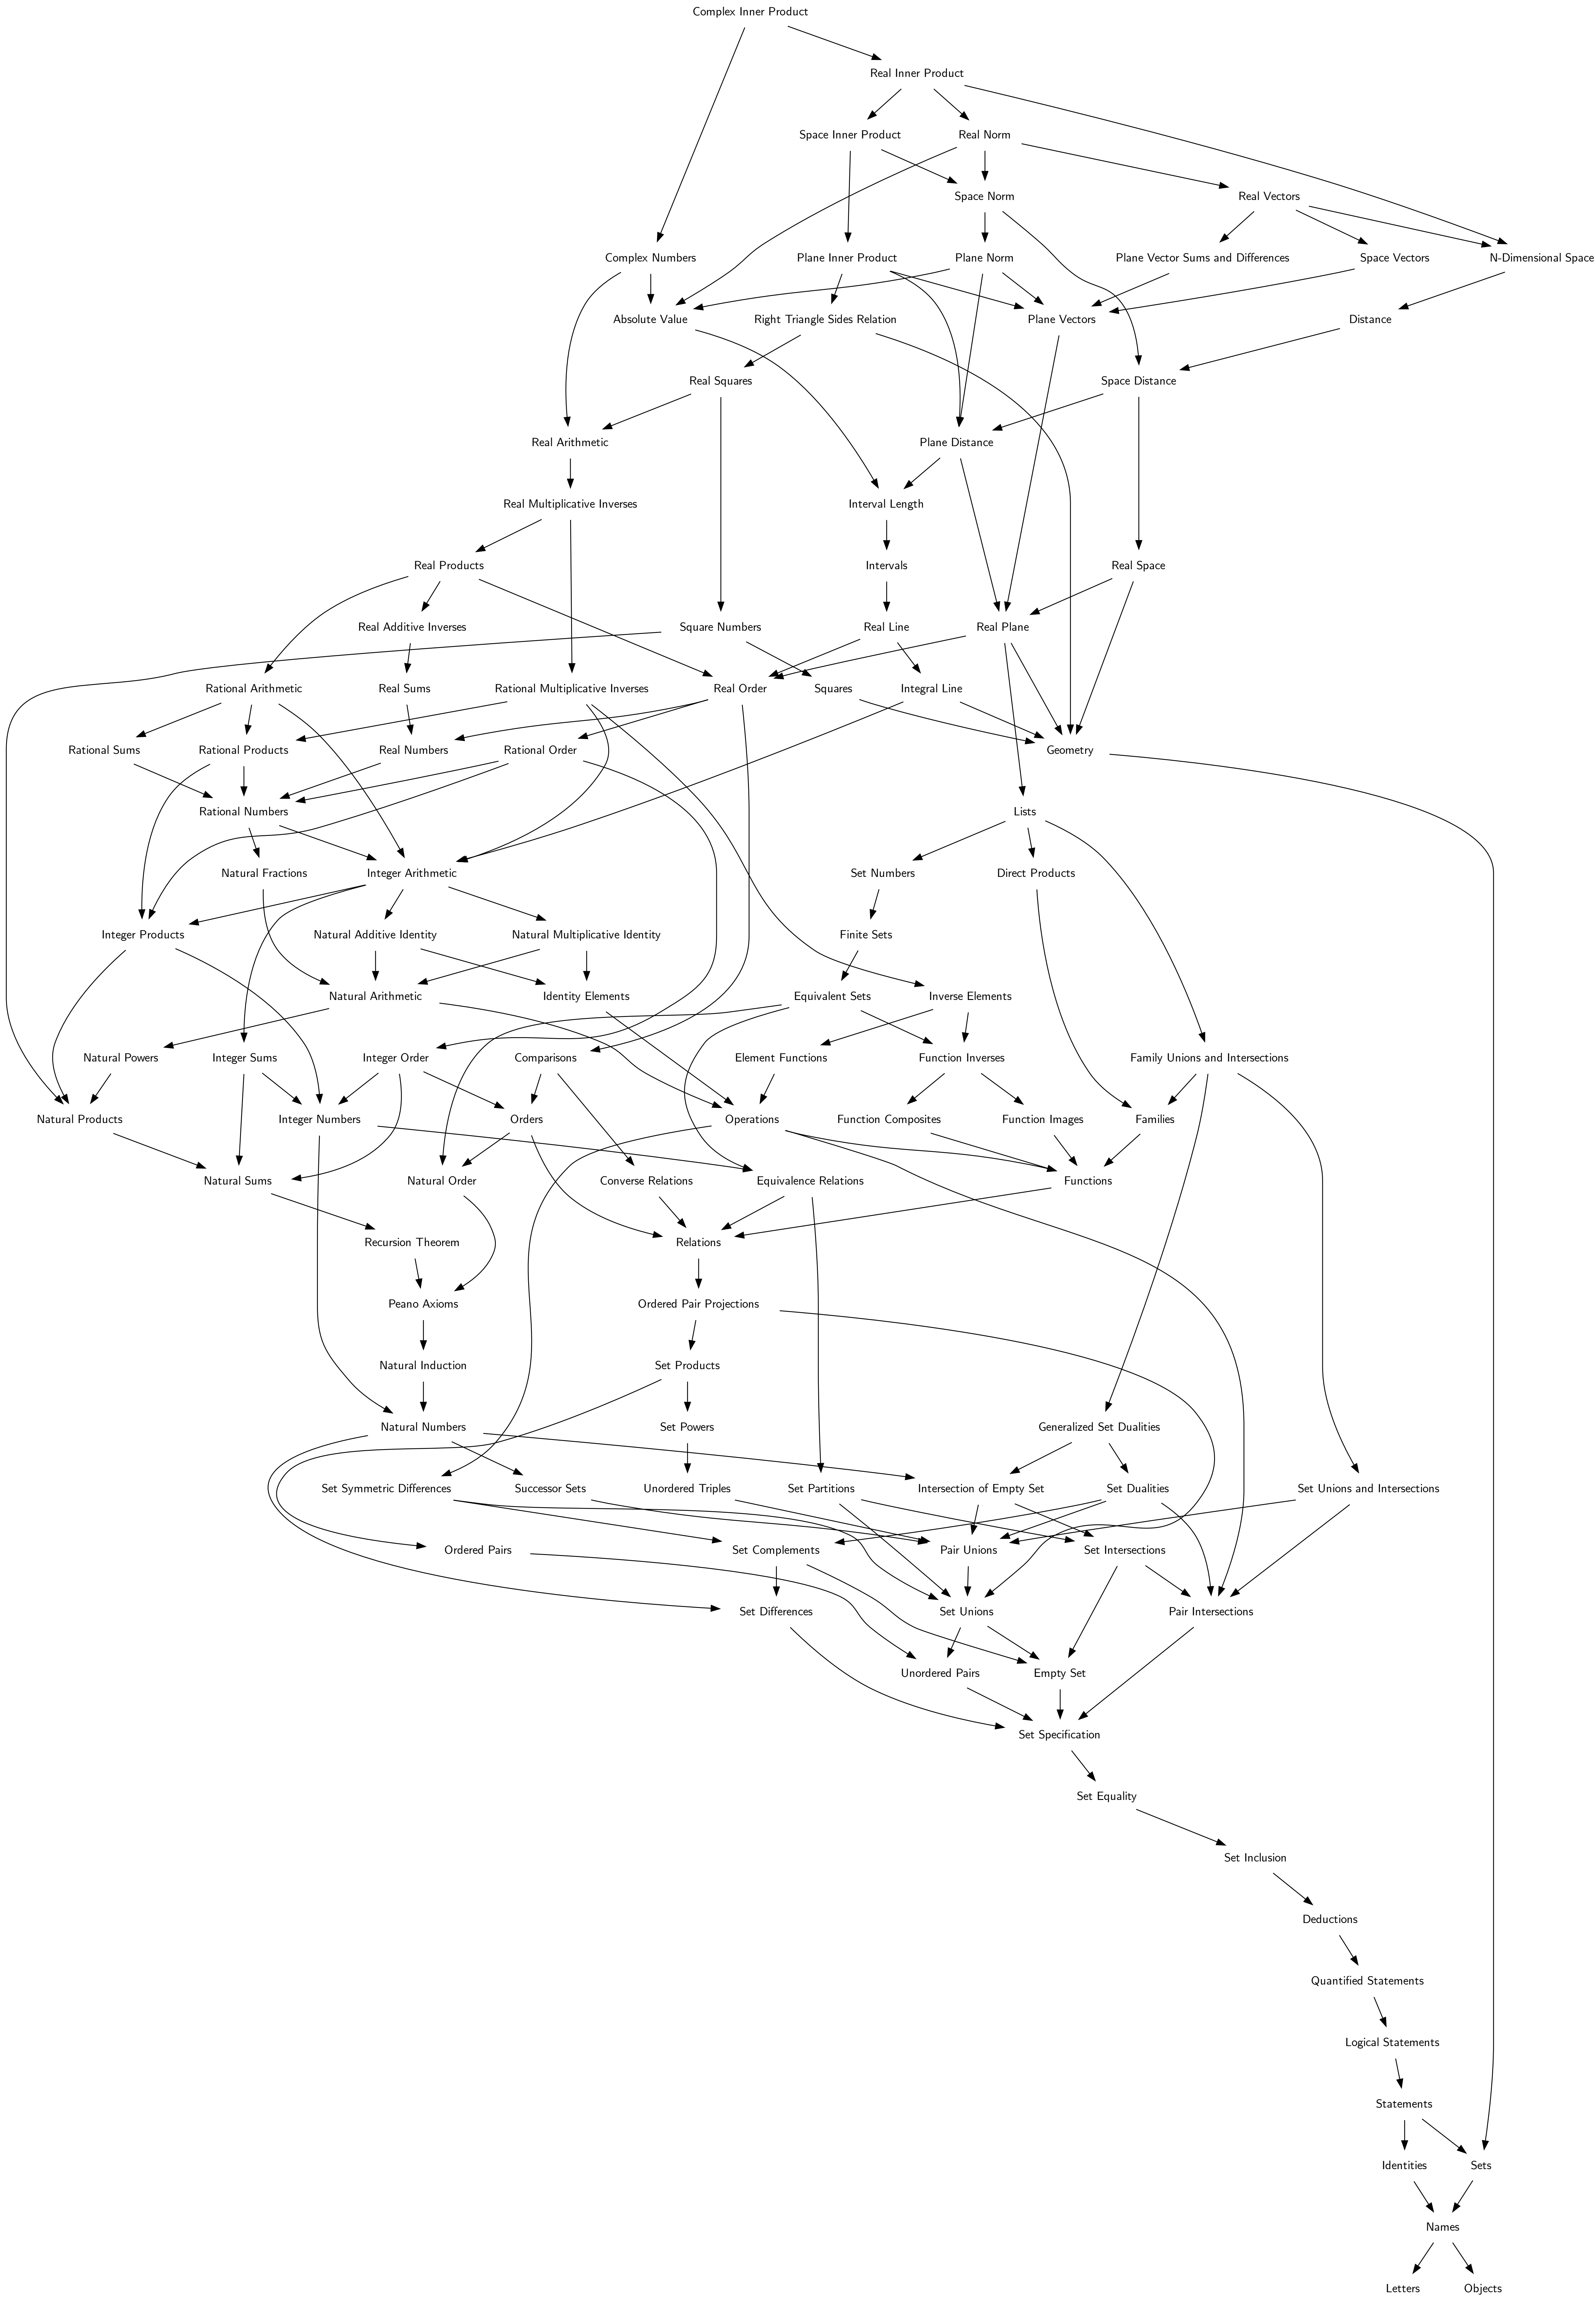 Complex Inner Product
Real Inner Product
Space Inner Product
Real Norm
Space Norm
Real Vectors
Complex Numbers
Plane Inner Product
Plane Norm
Plane Vector Sums and Differences
Space Vectors
N-Dimensional Space
Absolute Value
Right Triangle Sides Relation
Plane Vectors
Distance
Real Squares
Space Distance
Real Arithmetic
Plane Distance
Real Multiplicative Inverses
Interval Length
Real Products
Intervals
Real Space
Real Additive Inverses
Square Numbers
Real Line
Real Plane
Rational Arithmetic
Real Sums
Rational Multiplicative Inverses
Real Order
Squares
Integral Line
Rational Sums
Rational Products
Real Numbers
Rational Order
Geometry
Rational Numbers
Lists
Natural Fractions
Integer Arithmetic
Set Numbers
Direct Products
Integer Products
Natural Additive Identity
Natural Multiplicative Identity
Finite Sets
Natural Arithmetic
Identity Elements
Equivalent Sets
Inverse Elements
Natural Powers
Integer Sums
Integer Order
Comparisons
Element Functions
Function Inverses
Family Unions and Intersections
Natural Products
Integer Numbers
Orders
Operations
Function Composites
Function Images
Families
Natural Sums
Natural Order
Converse Relations
Equivalence Relations
Functions
Recursion Theorem
Relations
Peano Axioms
Ordered Pair Projections
Natural Induction
Set Products
Natural Numbers
Set Powers
Generalized Set Dualities
Set Symmetric Differences
Successor Sets
Unordered Triples
Set Partitions
Intersection of Empty Set
Set Dualities
Set Unions and Intersections
Ordered Pairs
Set Complements
Pair Unions
Set Intersections
Set Differences
Set Unions
Pair Intersections
Unordered Pairs
Empty Set
Set Specification
Set Equality
Set Inclusion
Deductions
Quantified Statements
Logical Statements
Statements
Identities
Sets
Names
Letters
Objects